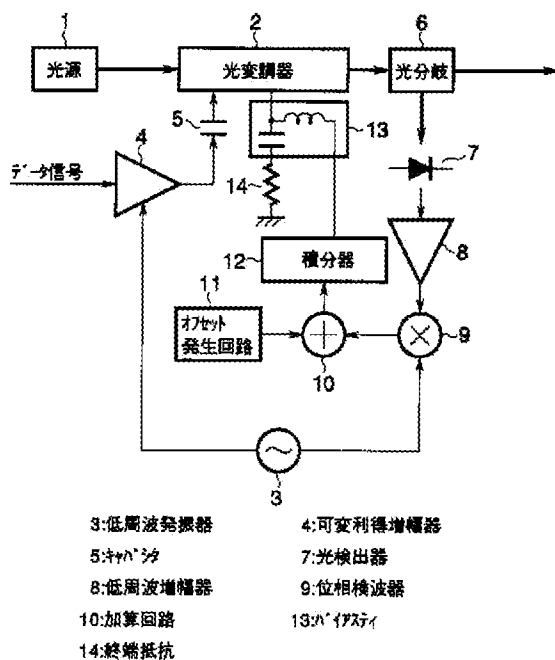 1
2
6
光源
光変調器
光分岐
5
13
4
7
データ信号
14
12
積分器
8
11
オフセット
発生回路
10
9
3
3:低周波発振器
4:可変利得増幅器
5:キャパシタ
7:光検出器
8:低周波増幅器
9:位相検波器
10:加算回路
13:バイアスティ
14:終端抵抗